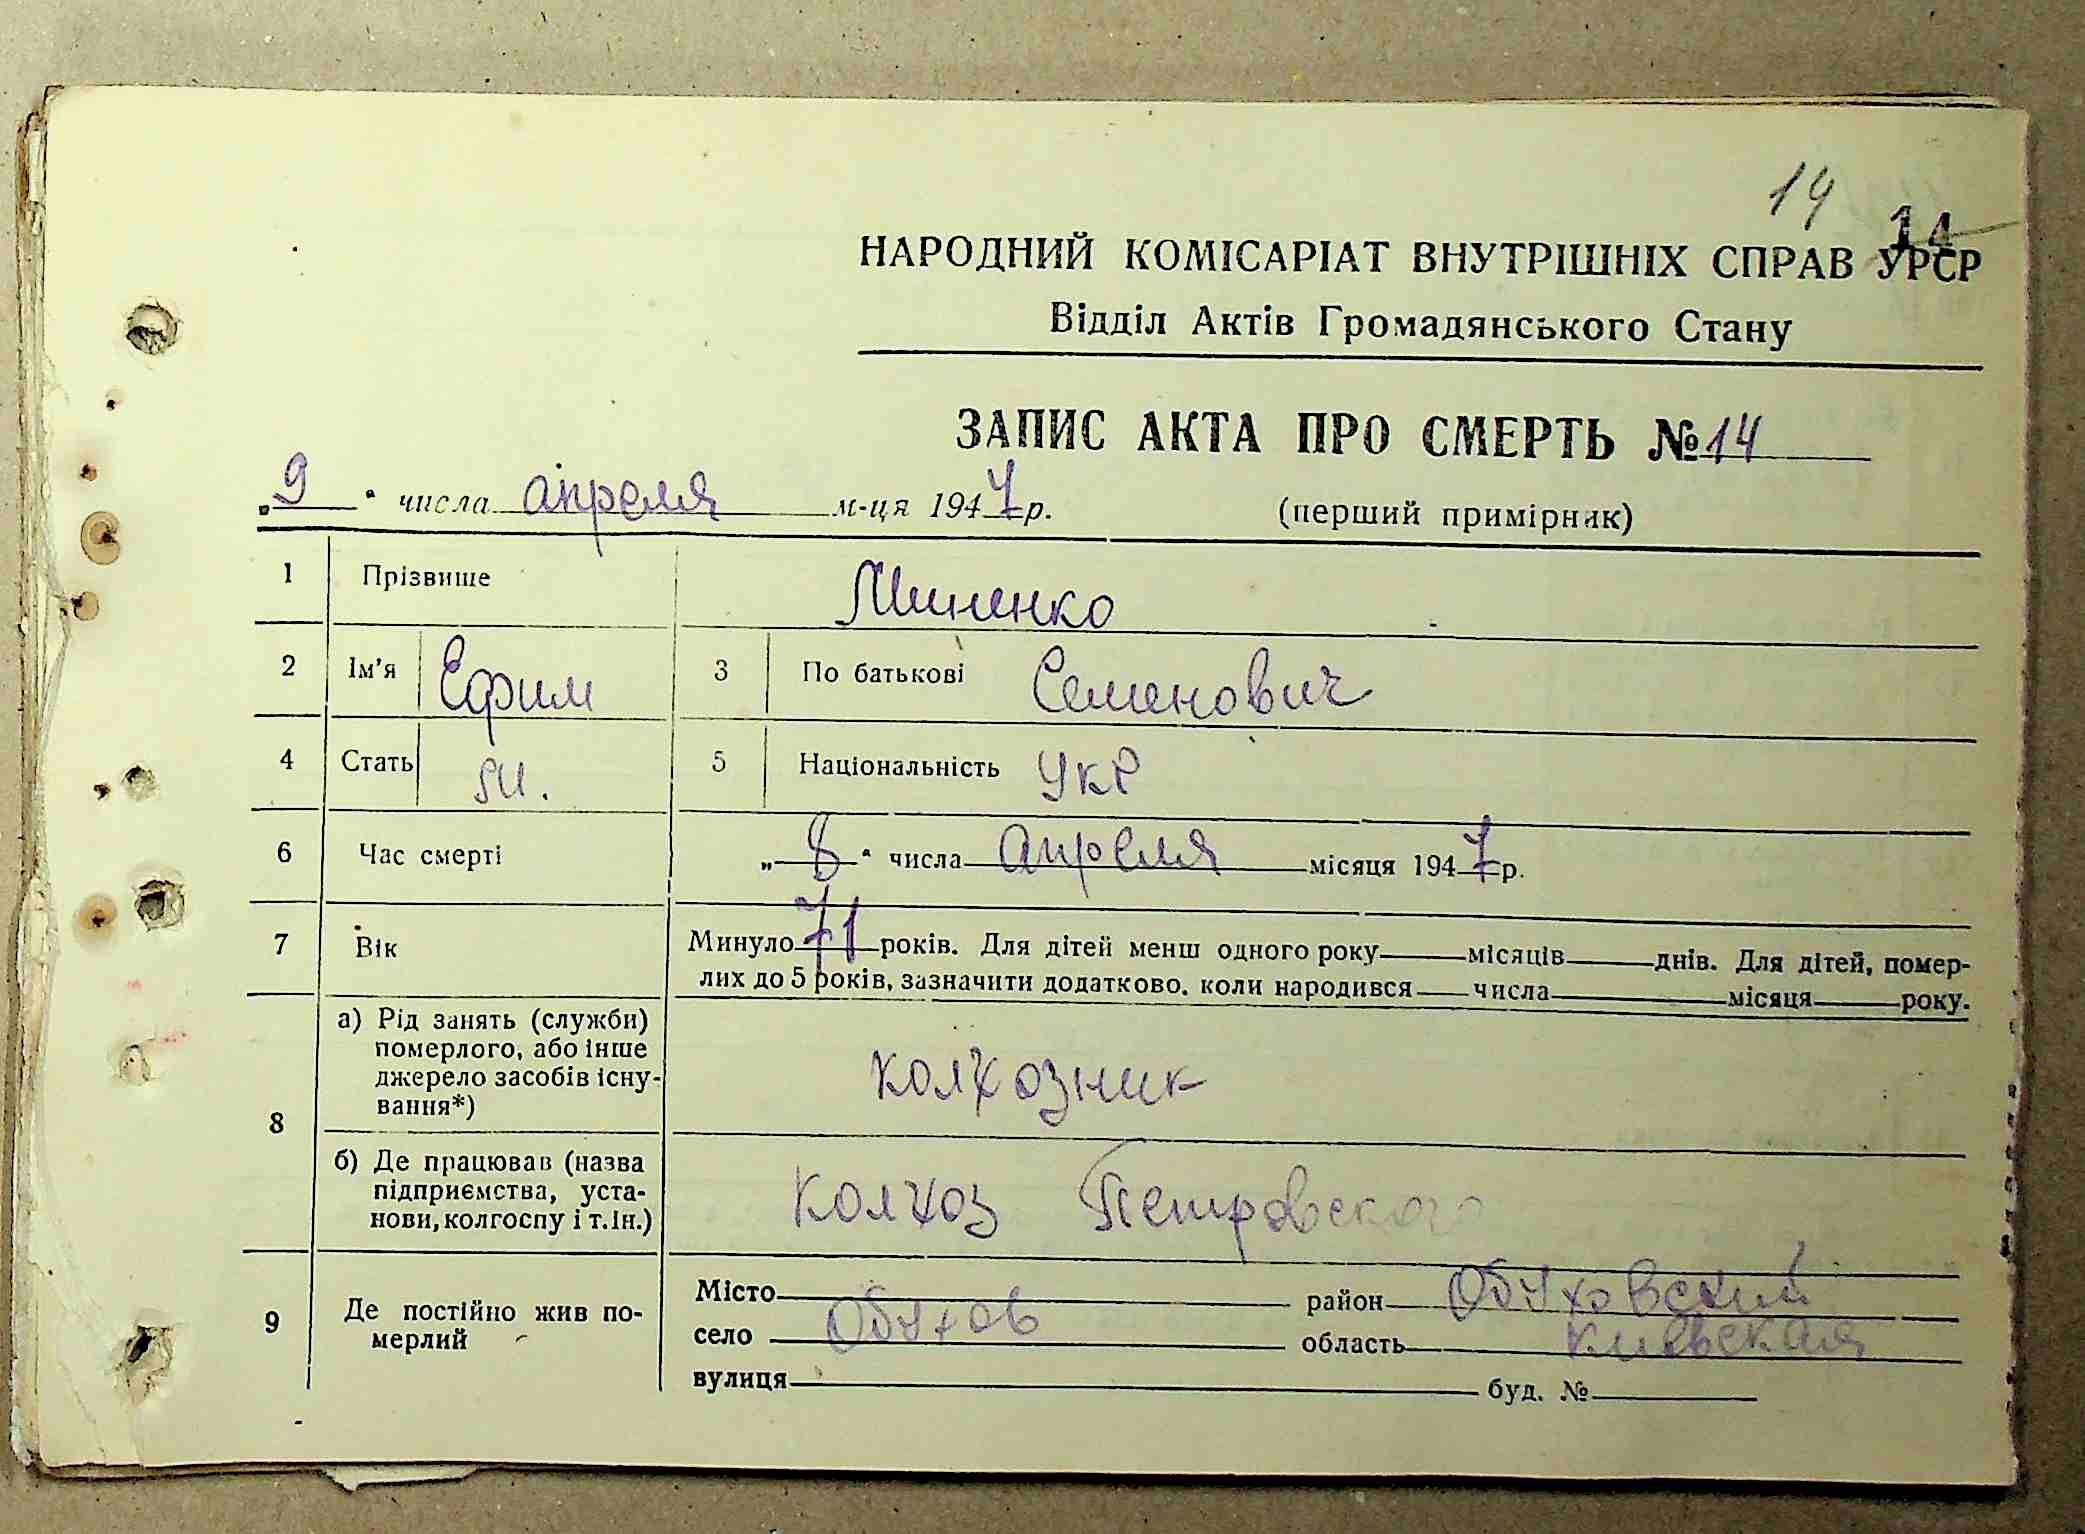 14
14
НАРОДНИЙ КОМІСАРІАТ ВНУТРІШНІХ СПРАВ УРСР
Відділ Актів Громадянського Стану
ЗАПИС АКТА ПРО СМЕРТЬ № 14
„9“ числа апреля м-ця 1947 р. (перший примірник)
1 Прізвище Миненко
2 Ім'я Ефим 3 По батькові Семенович
4 Стать м. 5 Національність Укр
6 Час смерті „8“ числа апреля місяця 1947 р.
7 Вік Минуло 71 років. Для дітей менш одного року місяців днів. Для дітей, помер-
лих до 5 років, зазначити додатково, коли народився числа місяця року.
8 а) Рід занять (служби)
померлого, або інше
джерело засобів існу-
вання*)
колхозник
б) Де працював (назва
підприємства, уста-
нови, колгоспу і т.ін.)
колхоз Петровского
9 Де постійно жив по-
мерлий
Місто район Обуховский
село Обухов область Киевская
вулиця буд. №